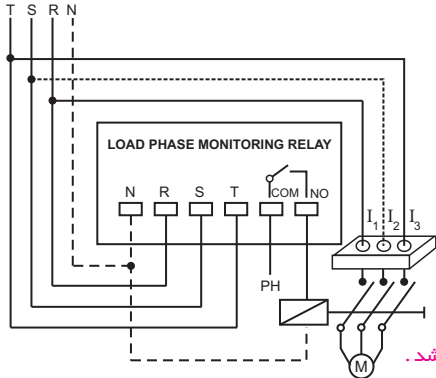 T S R N
LOAD PHASE MONITORING RELAY
N R S T COM NO
I1 I2 I3
PH
شد .
M